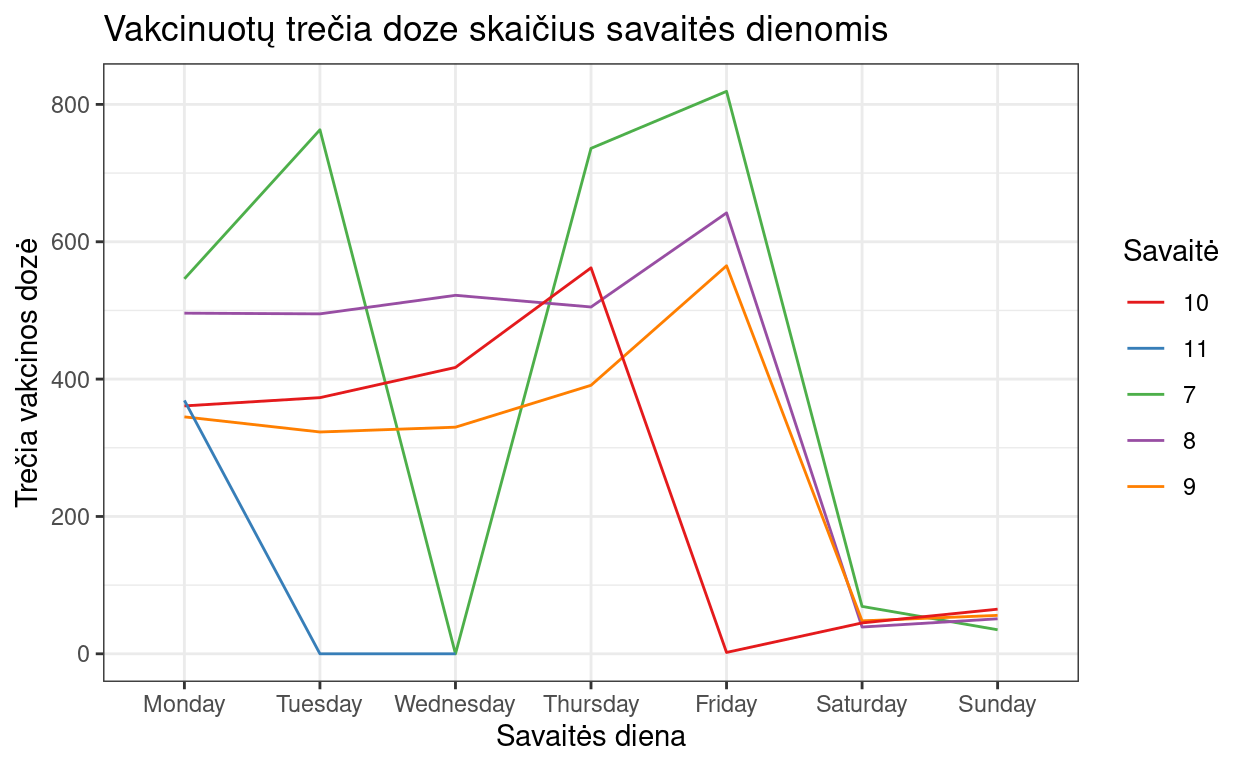 Vakcinuotų trečia doze skaičius savaitės dienomis
Trečia vakcinos dozė
800
600
400
200
0
Monday Tuesday Wednesday Thursday Friday Saturday Sunday
Savaitės diena
Savaitė
10
11
7
8
9